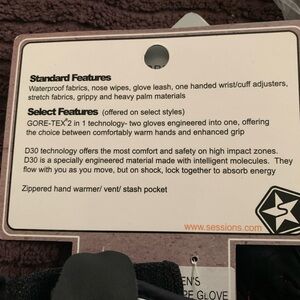 Standard Features
Waterproof fabrics, nose wipes, glove leash, one handed wrist/cuff adjusters,
stretch fabrics, grippy and heavy palm materials
Select Features (offered on select styles)
GORE-TEX® 2 in 1 technology- two gloves engineered into one, offering
the choice between comfortably warm hands and enhanced grip
D30 technology offers the most comfort and safety on high impact zones.
D30 is a specially engineered material made with intelligent molecules. They
flow with you as you move, but on shock, lock together to absorb energy
Zippered hand warmer/ vent/ stash pocket
www.sessions.com
EN'S
PE GLOVE